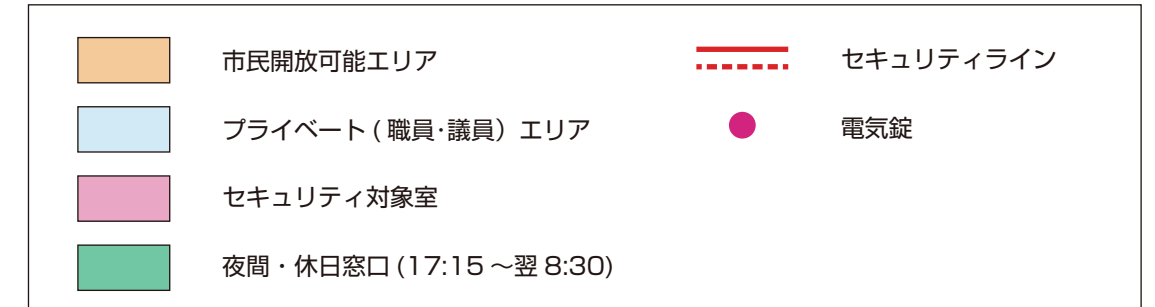 市民開放可能エリア
セキュリティライン
プライベート ( 職員･議員）エリア
電気錠
セキュリティ対象室
夜間・休日窓口 (17:15 ～翌 8:30)